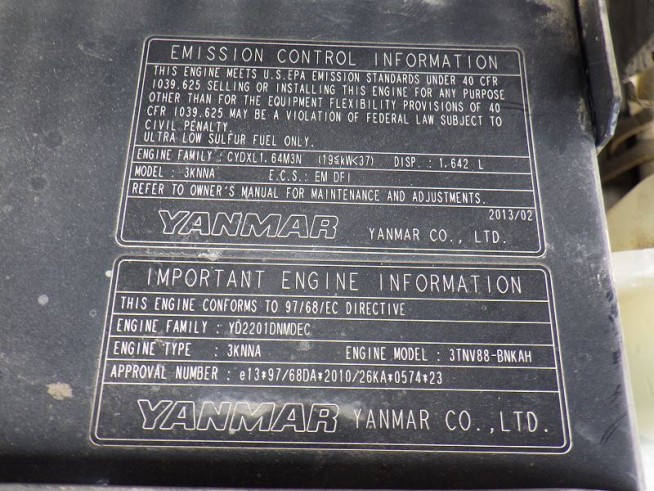 EMISSION CONTROL INFORMATION
THIS ENGINE MEETS U.S.EPA EMISSION STANDARDS UNDER 40 CFR
1039.625 SELLING OR INSTALLING THIS ENGINE FOR ANY PURPOSE
OTHER THAN FOR THE EQUIPMENT FLEXIBILITY PROVISIONS OF 40
CFR 1039.625 MAY BE A VIOLATION OF FEDERAL LAW SUBJECT TO
CIVIL PENALTY.
ULTRA LOW SULFUR FUEL ONLY.
ENGINE FAMILY : CYDXL1.64M3N (19≤kW<37) DISP. : 1.642 L
MODEL : 3KNNA E.C.S.: EM DFI
REFER TO OWNER'S MANUAL FOR MAINTENANCE AND ADJUSTMENTS.
2013/02
YANMAR YANMAR CO., LTD.
IMPORTANT ENGINE INFORMATION
THIS ENGINE CONFORMS TO 97/68/EC DIRECTIVE
ENGINE FAMILY : YD2201DNMDEC
ENGINE TYPE : 3KNNA ENGINE MODEL : 3TNV88-BNKAH
APPROVAL NUMBER : e13*97/68DA*2010/26KA*0574*23
YANMAR YANMAR CO.,LTD.